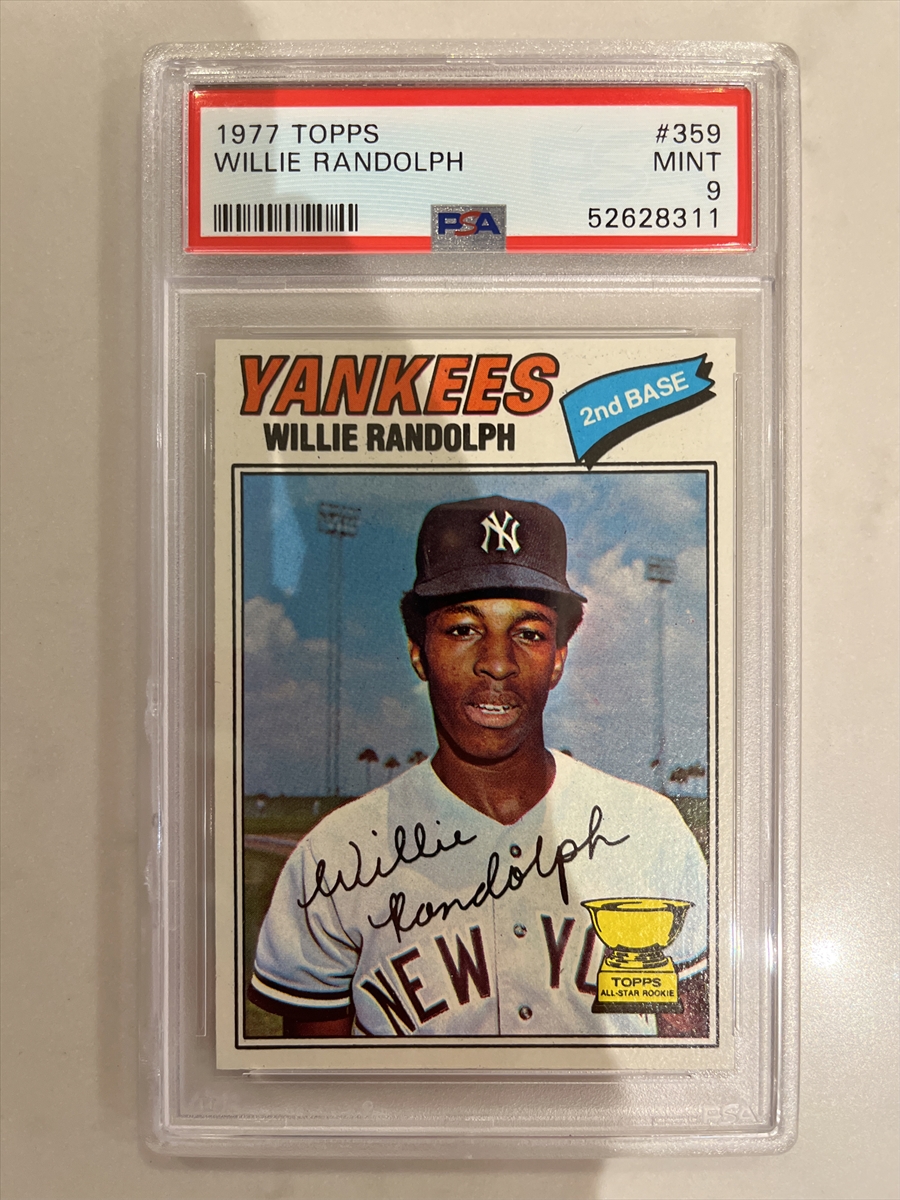 1977 TOPPS #359
WILLIE RANDOLPH MINT
9
52628311
PSA
YANKEES
2nd BASE
WILLIE RANDOLPH
NY
Willie
Randolph
NEW YO
TOPPS
ALL-STAR ROOKIE
PSA